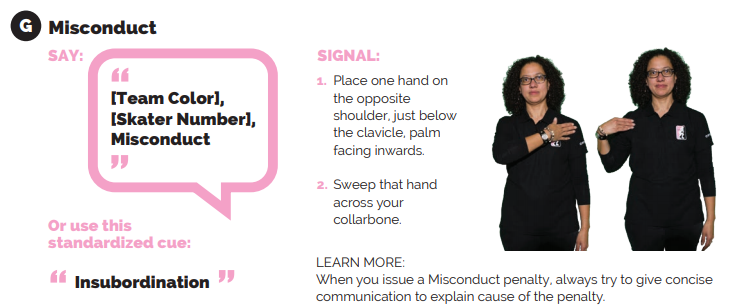 G Misconduct
SAY:
“
[Team Color],
[Skater Number],
Misconduct
”
Or use this
standardized cue:
“ Insubordination ”
SIGNAL:
1. Place one hand on
the opposite
shoulder, just below
the clavicle, palm
facing inwards.
2. Sweep that hand
across your
collarbone.
LEARN MORE:
When you issue a Misconduct penalty, always try to give concise
communication to explain cause of the penalty.